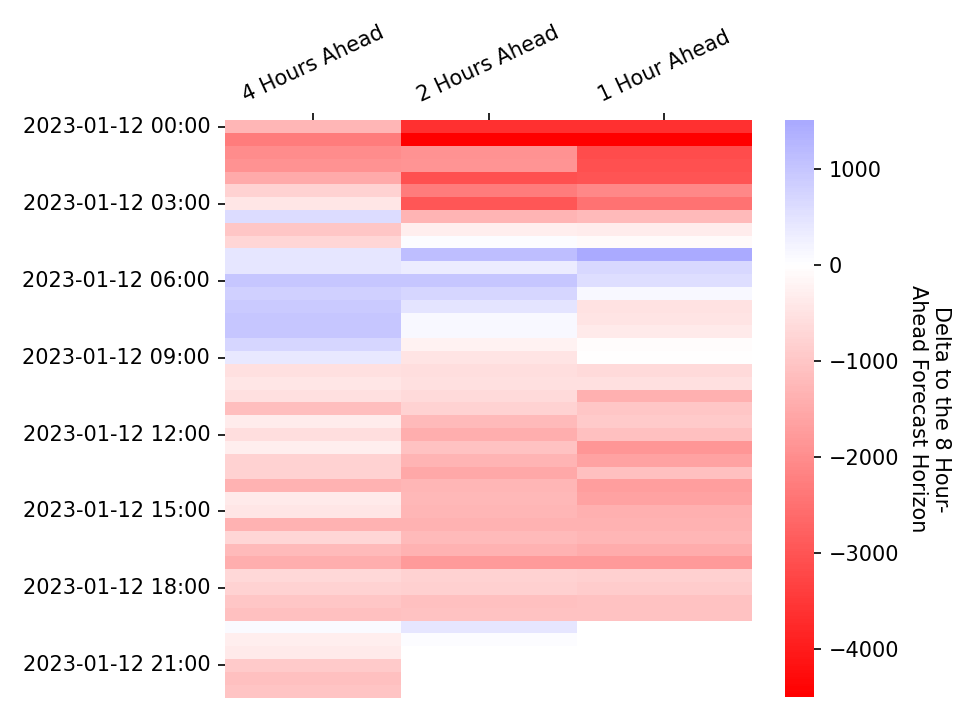 4 Hours Ahead
2 Hours Ahead
1 Hour Ahead
2023-01-12 00:00
2023-01-12 03:00
2023-01-12 06:00
2023-01-12 09:00
2023-01-12 12:00
2023-01-12 15:00
2023-01-12 18:00
2023-01-12 21:00
1000
0
−1000
−2000
−3000
−4000
Delta to the 8 Hour-
Ahead Forecast Horizon